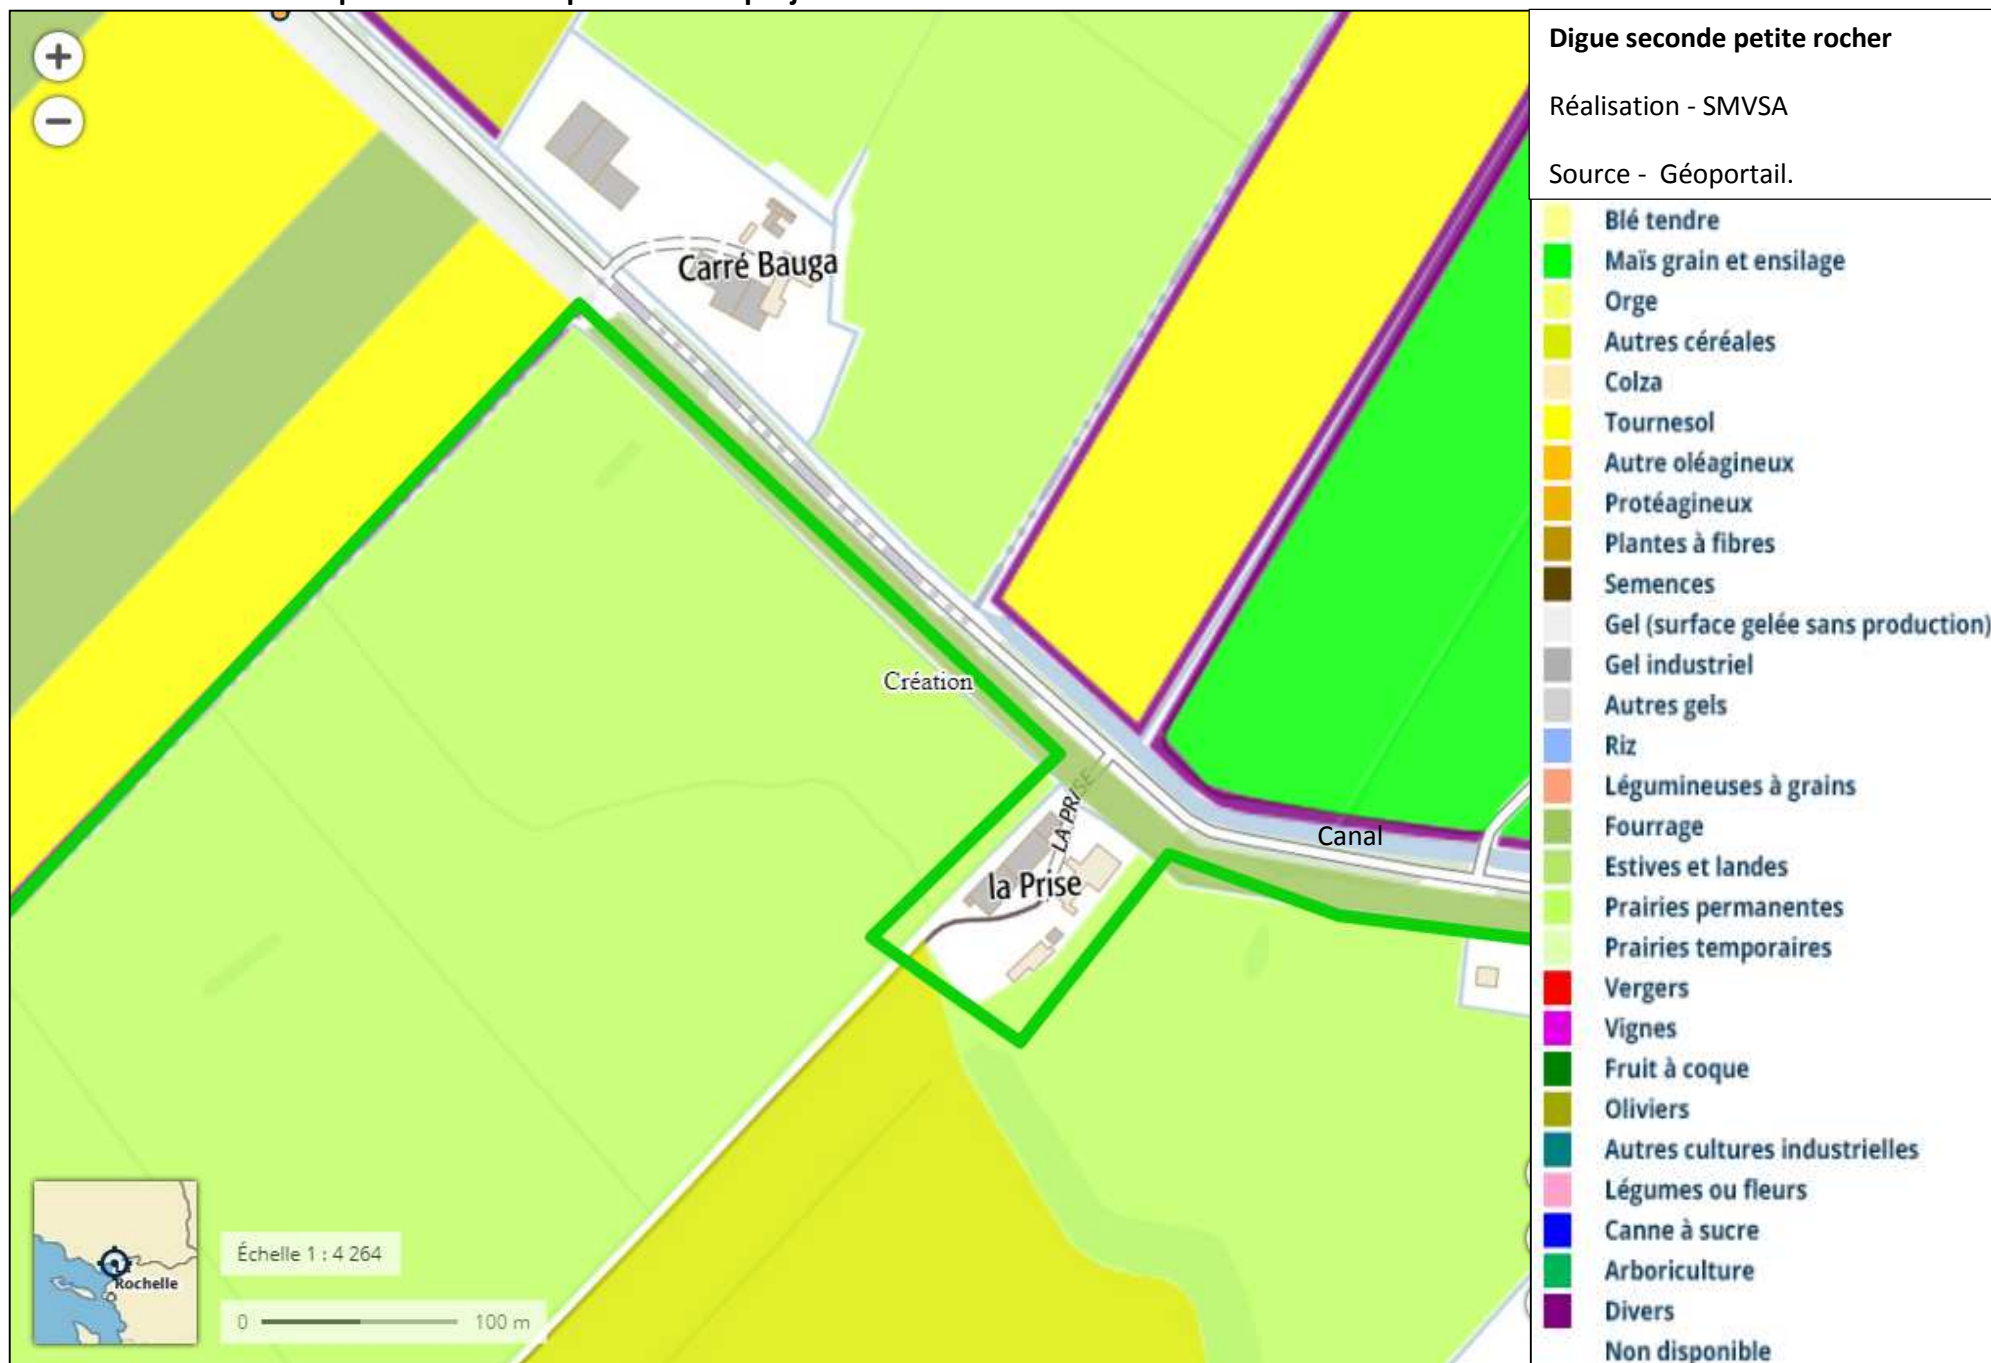 +
−
Carré Bauga
Création
LA PRISE
la Prise
Canal
Rochelle
Échelle 1 : 4 264
0 100 m
Digue seconde petite rocher
Réalisation - SMVSA
Source - Géoportail.
Blé tendre
Maïs grain et ensilage
Orge
Autres céréales
Colza
Tournesol
Autre oléagineux
Protéagineux
Plantes à fibres
Semences
Gel (surface gelée sans production)
Gel industriel
Autres gels
Riz
Légumineuses à grains
Fourrage
Estives et landes
Prairies permanentes
Prairies temporaires
Vergers
Vignes
Fruit à coque
Oliviers
Autres cultures industrielles
Légumes ou fleurs
Canne à sucre
Arboriculture
Divers
Non disponible